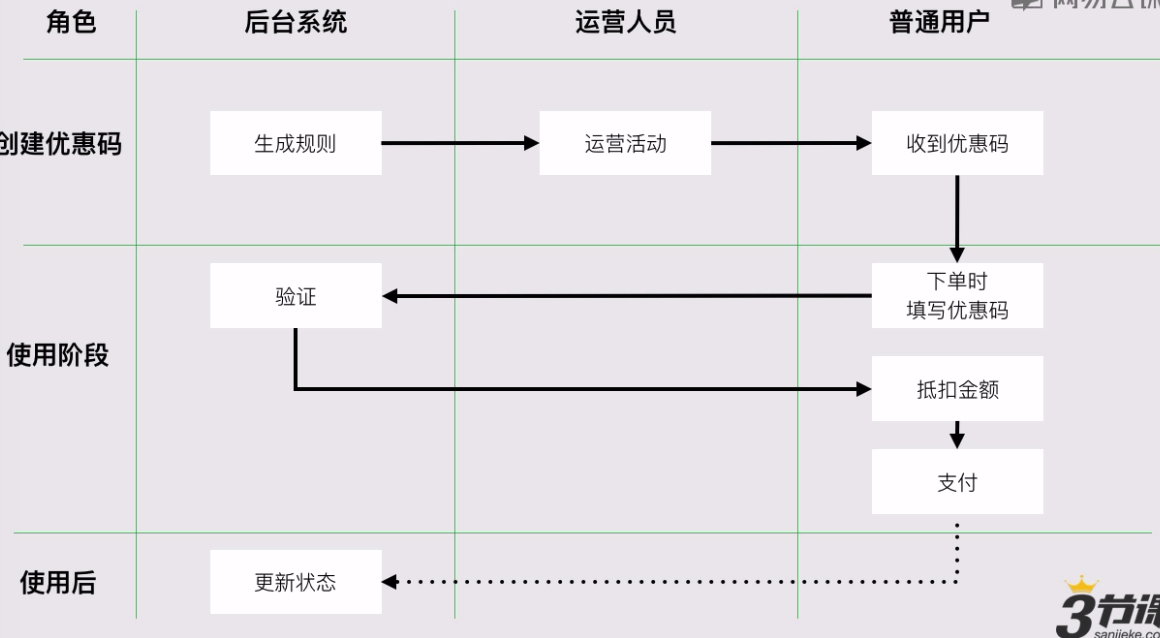 角色
后台系统
运营人员
普通用户
创建优惠码
生成规则
运营活动
收到优惠码
使用阶段
验证
下单时
填写优惠码
抵扣金额
支付
使用后
更新状态
3节课
sanjieke.co